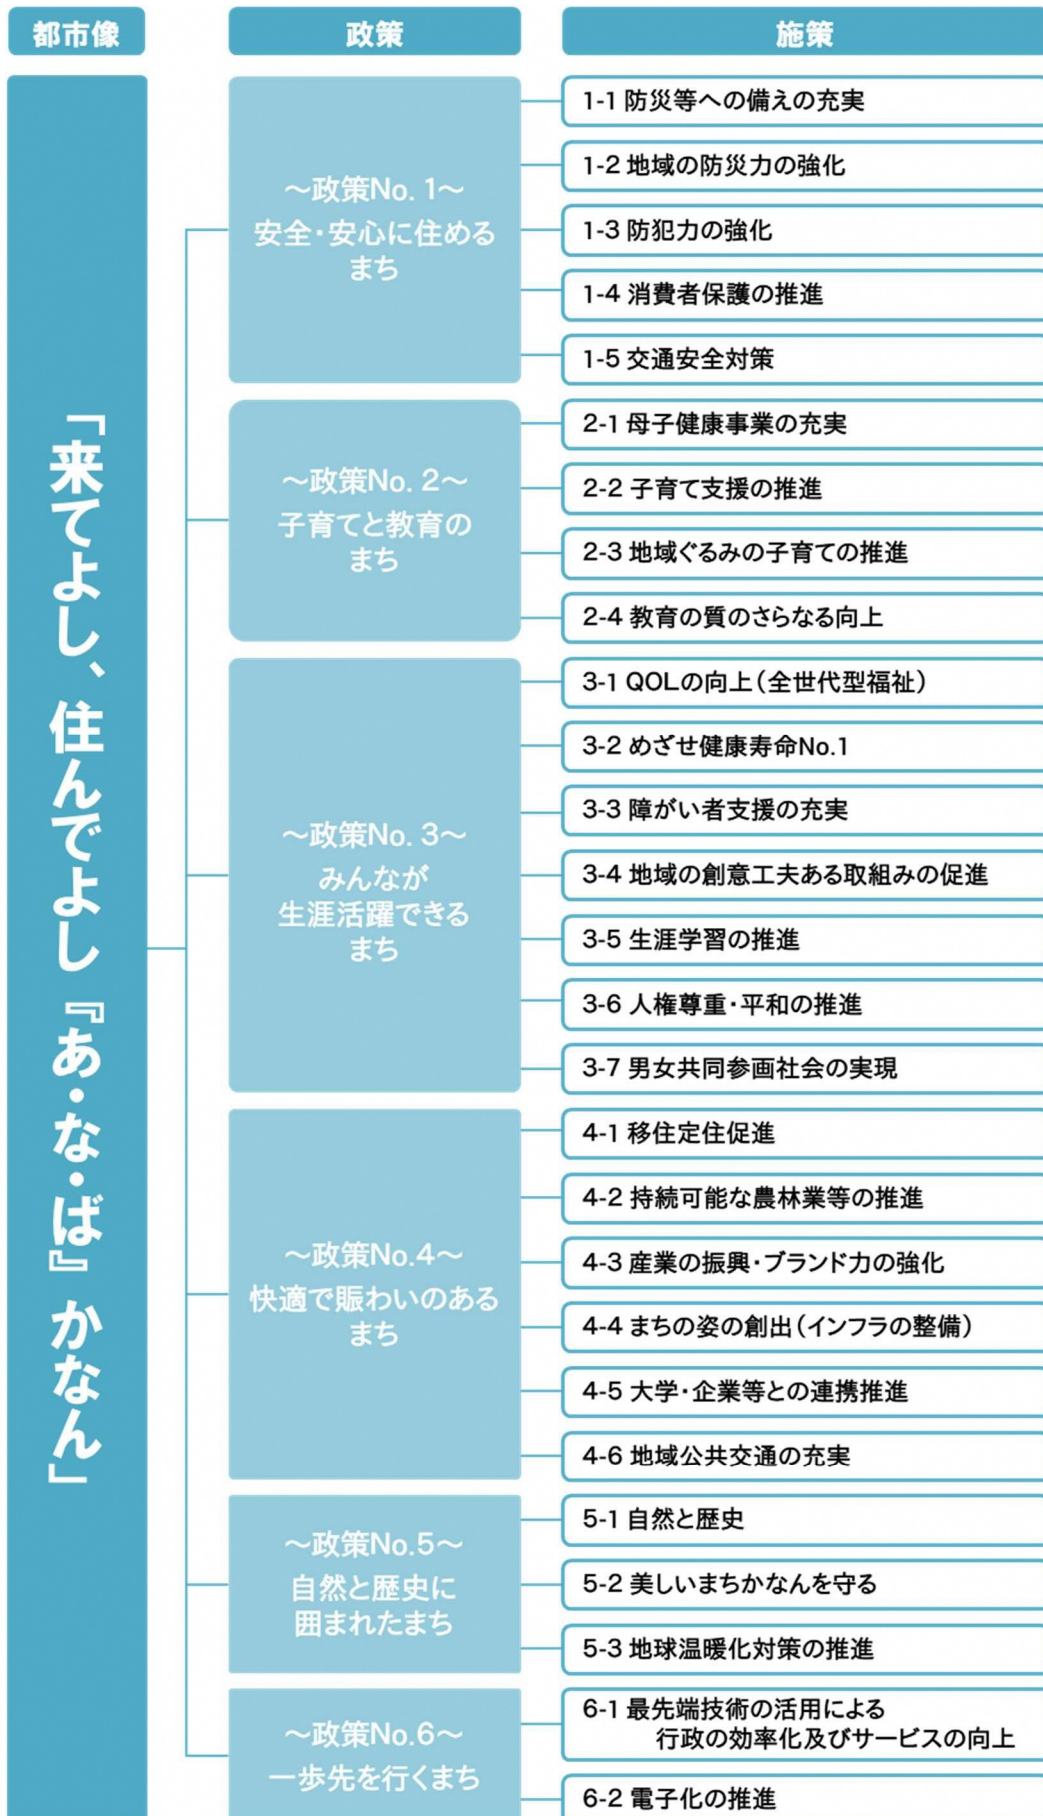 都市像
政策
施策
「来てよし、住んでよし『あ・な・ば』かなん」
～政策No. 1～
安全・安心に住める
まち
1-1 防災等への備えの充実
1-2 地域の防災力の強化
1-3 防犯力の強化
1-4 消費者保護の推進
1-5 交通安全対策
～政策No. 2～
子育てと教育の
まち
2-1 母子健康事業の充実
2-2 子育て支援の推進
2-3 地域ぐるみの子育ての推進
2-4 教育の質のさらなる向上
～政策No. 3～
みんなが
生涯活躍できる
まち
3-1 QOLの向上（全世代型福祉）
3-2 めざせ健康寿命No.1
3-3 障がい者支援の充実
3-4 地域の創意工夫ある取組みの促進
3-5 生涯学習の推進
3-6 人権尊重・平和の推進
3-7 男女共同参画社会の実現
～政策No.4～
快適で賑わいのある
まち
4-1 移住定住促進
4-2 持続可能な農林業等の推進
4-3 産業の振興・ブランド力の強化
4-4 まちの姿の創出（インフラの整備）
4-5 大学・企業等との連携推進
4-6 地域公共交通の充実
～政策No.5～
自然と歴史に
囲まれたまち
5-1 自然と歴史
5-2 美しいまちかなんを守る
5-3 地球温暖化対策の推進
～政策No.6～
一歩先を行くまち
6-1 最先端技術の活用による
行政の効率化及びサービスの向上
6-2 電子化の推進